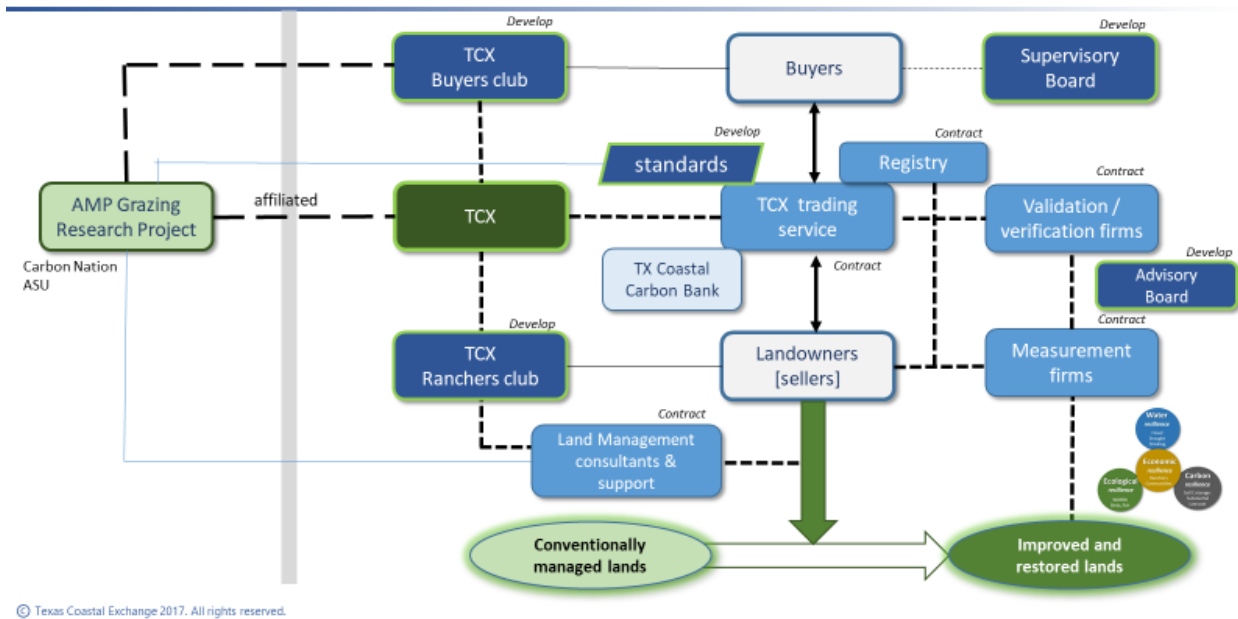 Develop
TCX
Buyers club
Buyers
Develop
Supervisory
Board
Develop
standards
Contract
Registry
AMP Grazing
Research Project
affiliated
TCX
TCX trading
service
Contract
Validation /
verification firms
Carbon Nation
ASU
TX Coastal
Carbon Bank
Contract
Develop
Advisory
Board
Develop
TCX
Ranchers club
Landowners
[sellers]
Contract
Measurement
firms
Contract
Land Management
consultants &
support
Water
resilience
Economic
resilience
Ecological
resilience
Carbon
resilience
Conventionally
managed lands
Improved and
restored lands
© Texas Coastal Exchange 2017. All rights reserved.